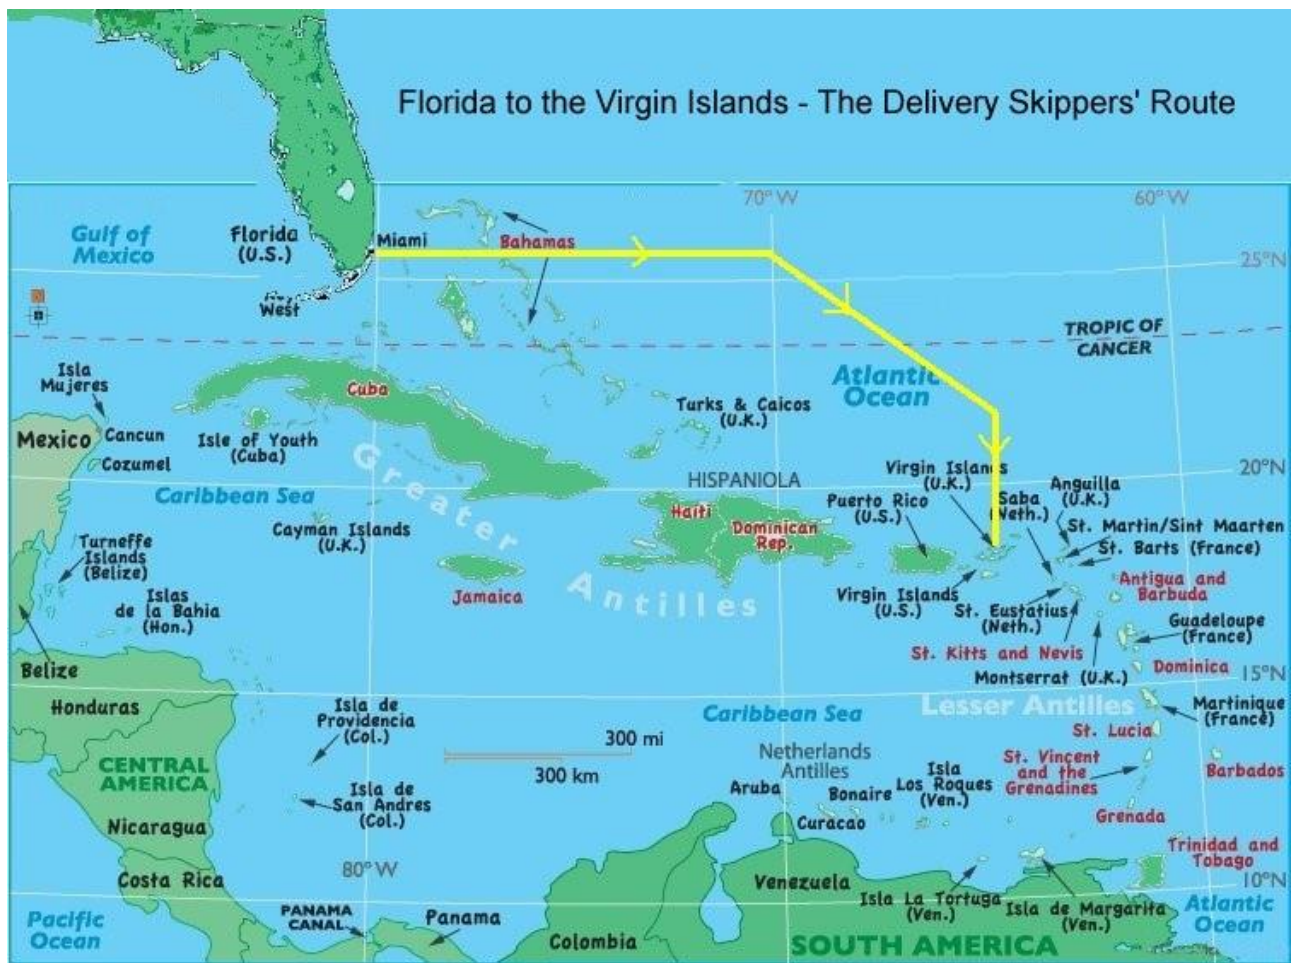 Florida to the Virgin Islands - The Delivery Skippers' Route
70° W
60° W
Gulf of
Mexico
Florida
(U.S.)
Miami
Bahamas
25°N
West
TROPIC OF
CANCER
Isla
Mujeres
Cuba
Atlantic
Ocean
Turks & Caicos
(U.K.)
Mexico
Cancun
Cozumel
Isle of Youth
(Cuba)
Greater
Antilles
HISPANIOLA
Virgin Islands
(U.K.)
20°N
Caribbean Sea
Cayman Islands
(U.K.)
Haiti
Dominican
Rep.
Puerto Rico
(U.S.)
Saba
(Neth.)
Anguilla
(U.K.)
St. Martin/Sint Maarten
St. Barts (France)
Turneffe
Islands
(Belize)
Islas
de la Bahia
(Hon.)
Jamaica
Virgin Islands
(U.S.)
St. Eustatius
(Neth.)
Antigua and
Barbuda
Guadeloupe
(France)
St. Kitts and Nevis
Montserrat (U.K.)
Dominica
15°N
Belize
Honduras
Isla de
Providencia
(Col.)
Caribbean Sea
Lesser Antilles
Martinique
(France)
St. Lucia
300 mi
300 km
Netherlands
Antilles
St. Vincent
and the
Grenadines
Barbados
CENTRAL
AMERICA
Isla de
San Andres
(Col.)
Aruba
Bonaire
Curacao
Isla
Los Roques
(Ven.)
Grenada
Nicaragua
Trinidad and
Tobago
Costa Rica
80° W
10°N
Venezuela
Isla La Tortuga
(Ven.)
Isla de Margarita
(Ven.)
Atlantic
Ocean
Pacific
Ocean
PANAMA
CANAL
Panama
Colombia
SOUTH AMERICA